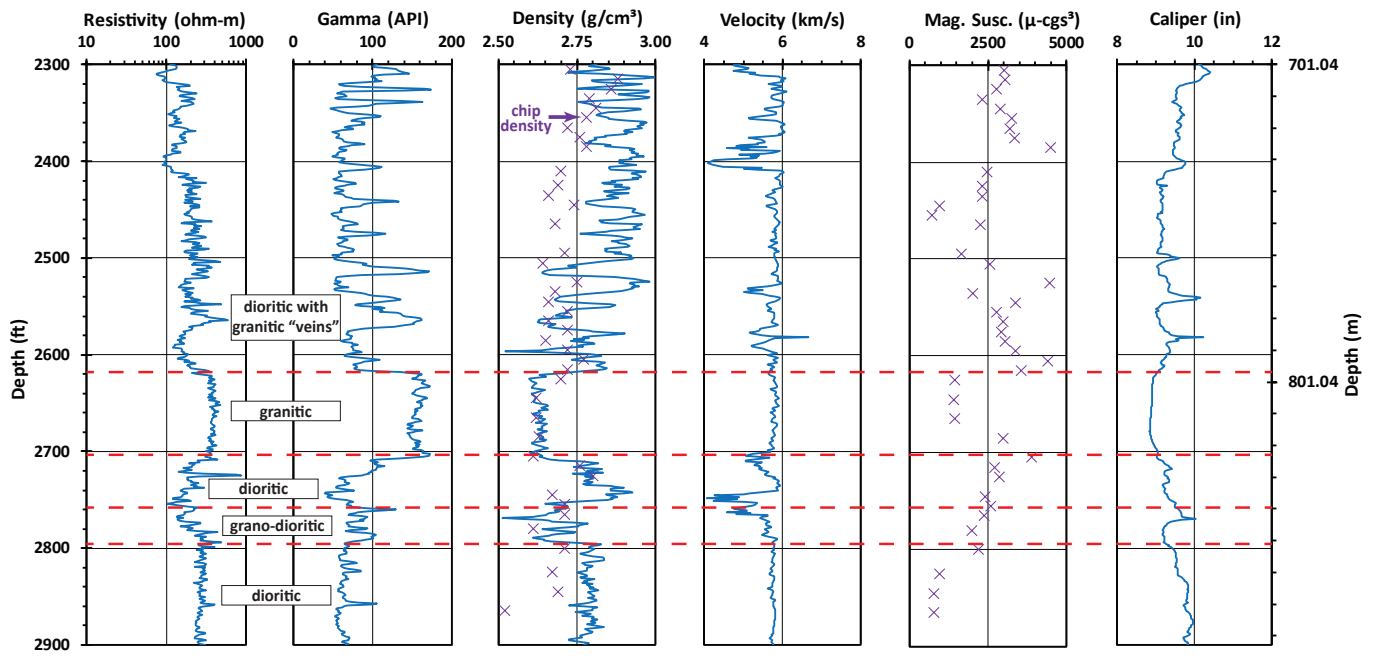 Resistivity (ohm-m) Gamma (API) Density (g/cm³) Velocity (km/s) Mag. Susc. (μ-cgs³) Caliper (in)
10 100 1000 0 100 200 2.50 2.75 3.00 4 6 8 0 2500 5000 8 10 12
2300 701.04
chip
density
2400
2500
dioritic with
granitic “veins”
2600
Depth (ft)
801.04
Depth (m)
granitic
2700
dioritic
grano-dioritic
2800
dioritic
2900